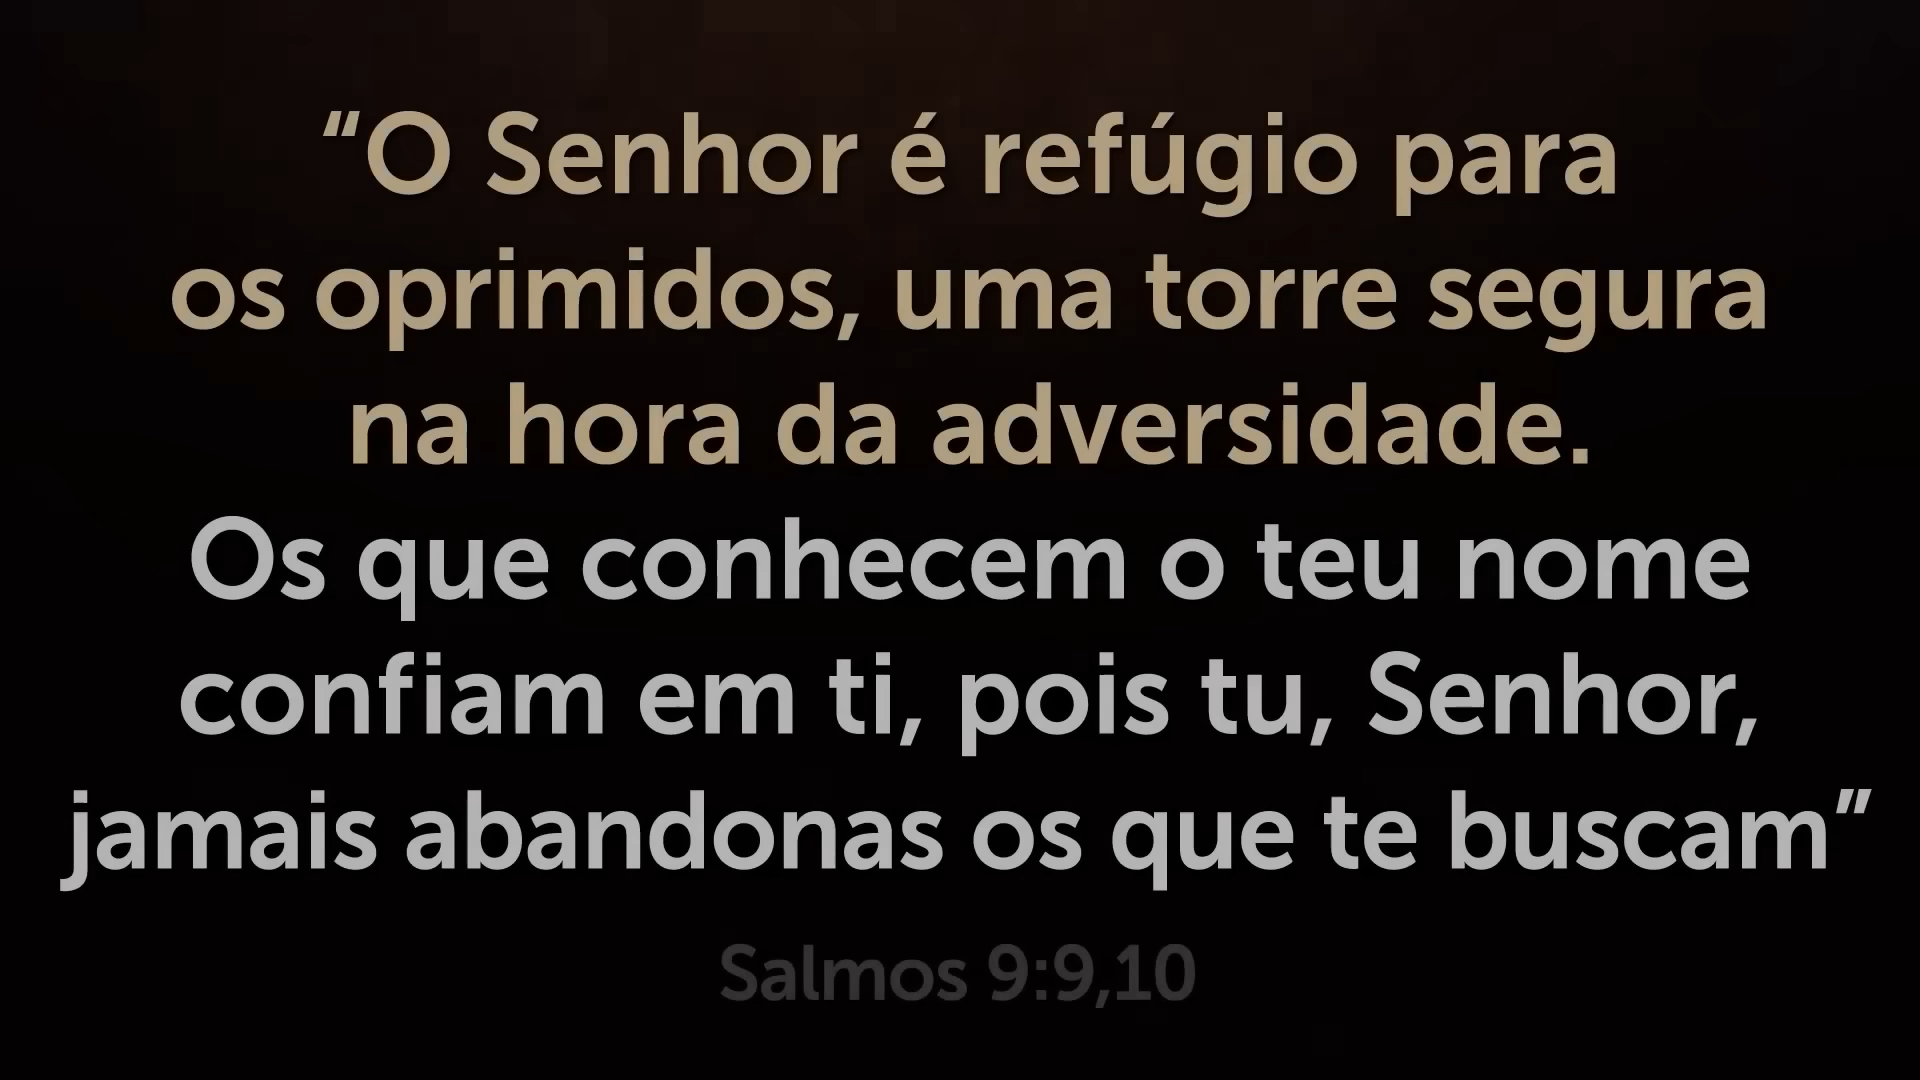 “O Senhor é refúgio para
os oprimidos, uma torre segura
na hora da adversidade.
Os que conhecem o teu nome
confiam em ti, pois tu, Senhor,
jamais abandonas os que te buscam”
Salmos 9:9,10